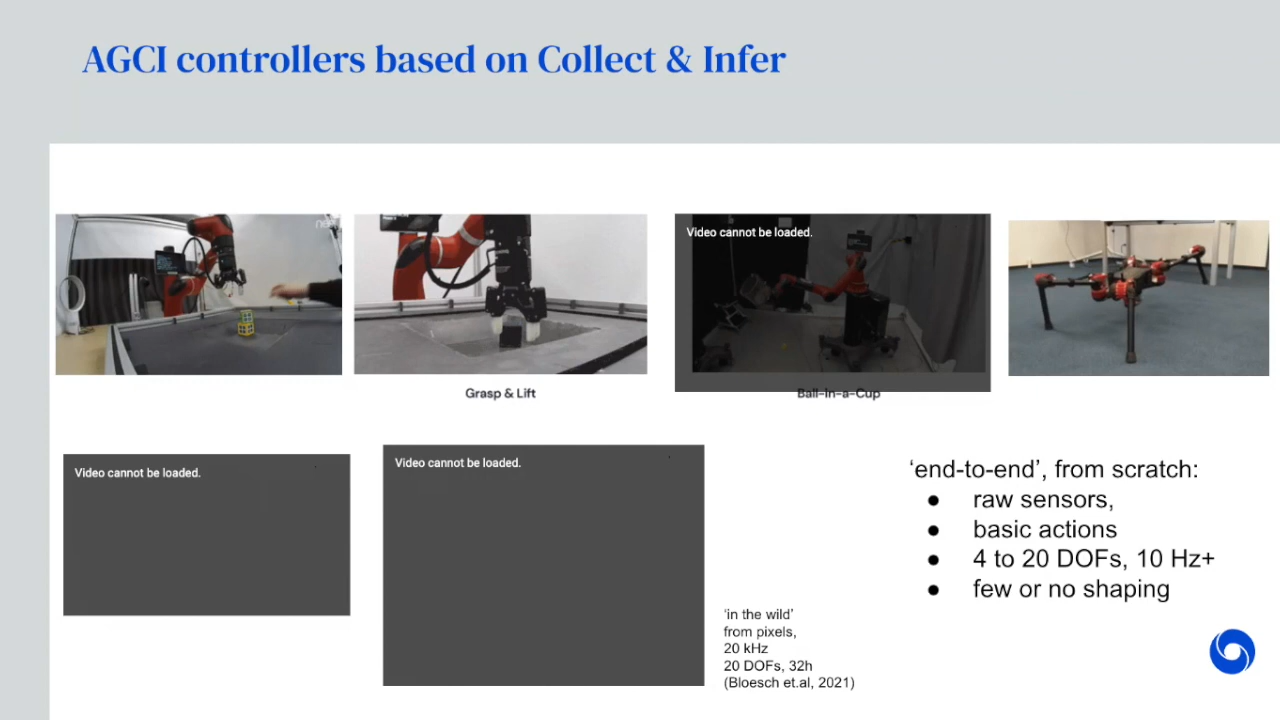 AGCI controllers based on Collect & Infer
Video cannot be loaded.
Grasp & Lift
Ball-in-a-Cup
Video cannot be loaded.
Video cannot be loaded.
‘end-to-end’, from scratch:
● raw sensors,
● basic actions
● 4 to 20 DOFs, 10 Hz+
● few or no shaping
‘in the wild’
from pixels,
20 kHz
20 DOFs, 32h
(Bloesch et.al, 2021)